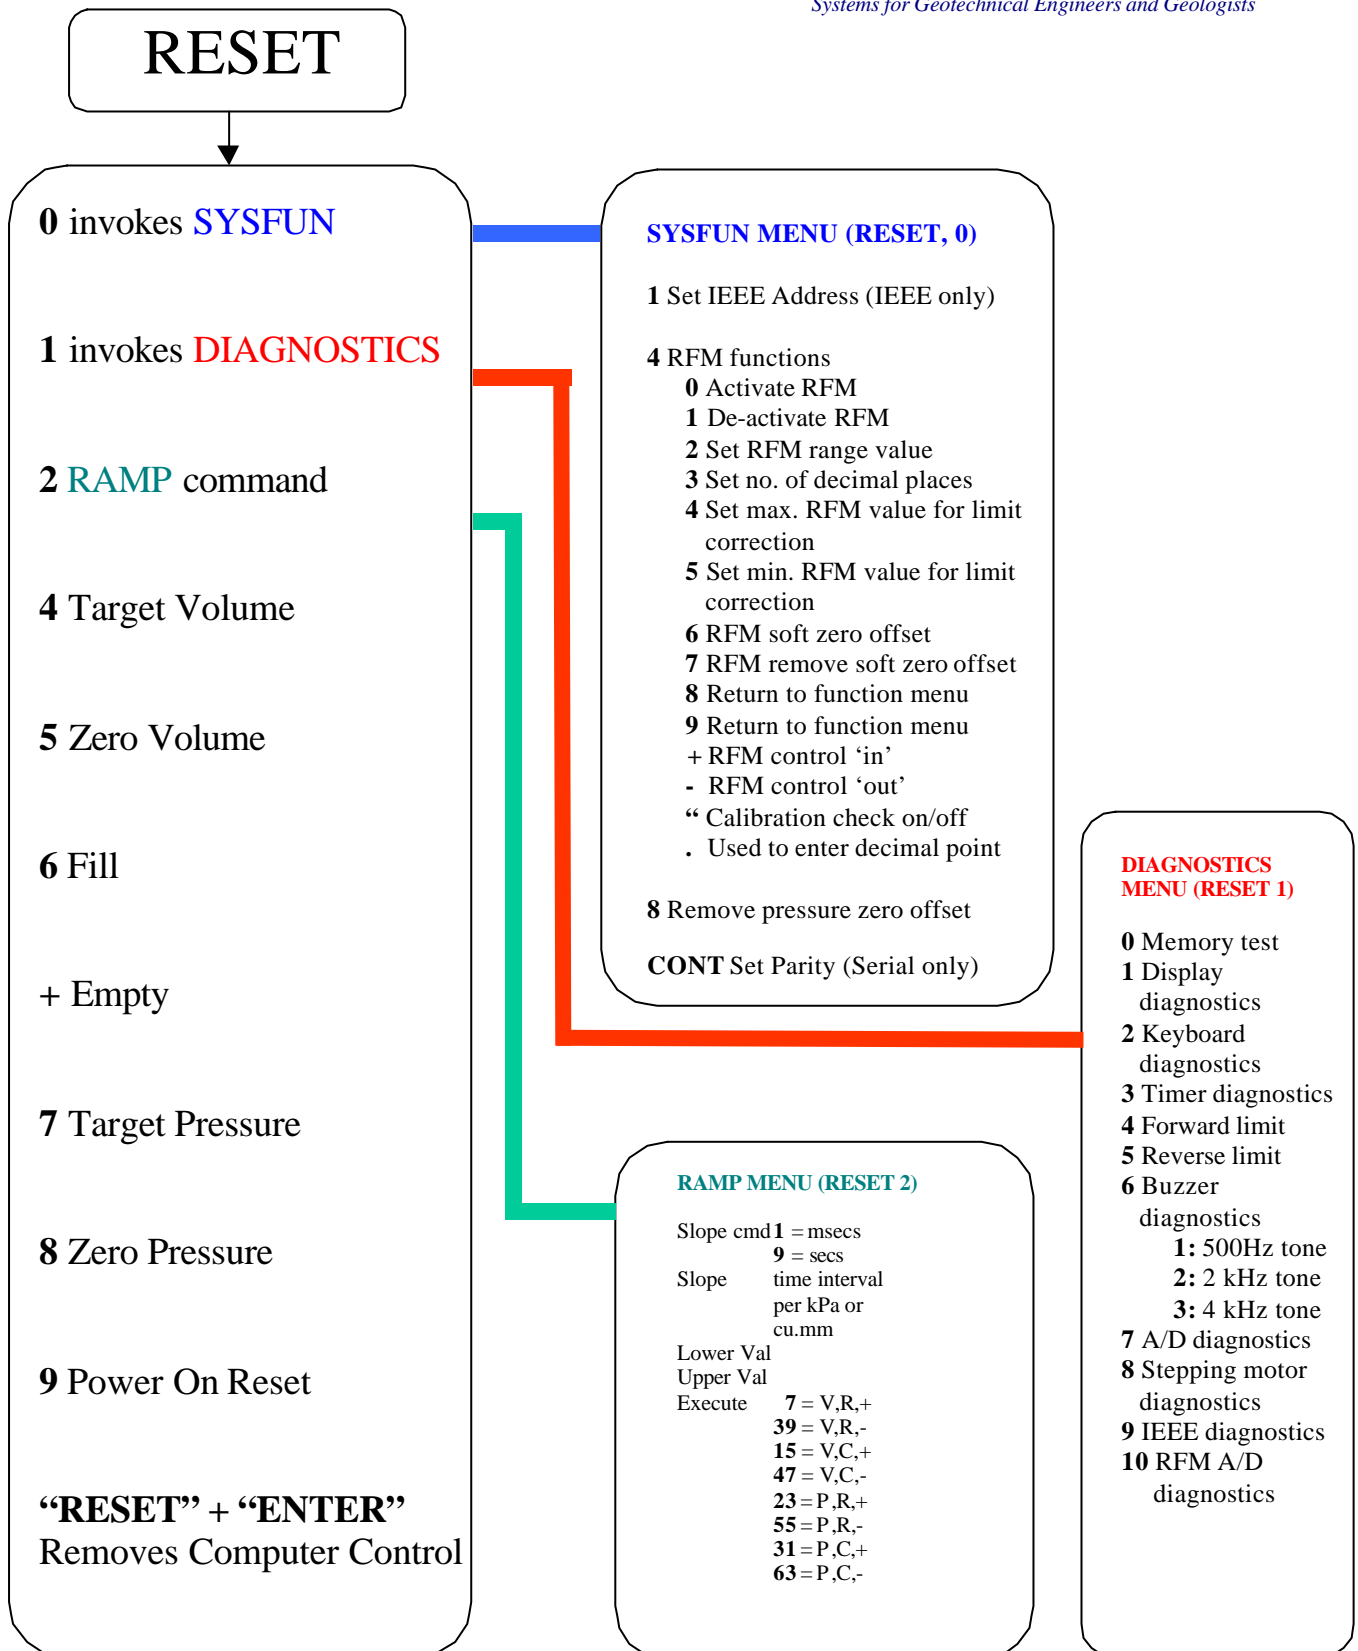 Systems for Geotechnical Engineers and Geologists
RESET
0 invokes SYSFUN
1 invokes DIAGNOSTICS
2 RAMP command
4 Target Volume
5 Zero Volume
6 Fill
+ Empty
7 Target Pressure
8 Zero Pressure
9 Power On Reset
“RESET” + “ENTER”
Removes Computer Control
SYSFUN MENU (RESET, 0)
1 Set IEEE Address (IEEE only)
4 RFM functions
0 Activate RFM
1 De-activate RFM
2 Set RFM range value
3 Set no. of decimal places
4 Set max. RFM value for limit
correction
5 Set min. RFM value for limit
correction
6 RFM soft zero offset
7 RFM remove soft zero offset
8 Return to function menu
9 Return to function menu
+ RFM control ‘in’
- RFM control ‘out’
“ Calibration check on/off
. Used to enter decimal point
8 Remove pressure zero offset
CONT Set Parity (Serial only)
RAMP MENU (RESET 2)
Slope cmd 1 = msecs
9 = secs
Slope time interval
per kPa or
cu.mm
Lower Val
Upper Val
Execute 7 = V,R,+
39 = V,R,-
15 = V,C,+
47 = V,C,-
23 = P,R,+
55 = P,R,-
31 = P,C,+
63 = P,C,-
DIAGNOSTICS
MENU (RESET 1)
0 Memory test
1 Display
diagnostics
2 Keyboard
diagnostics
3 Timer diagnostics
4 Forward limit
5 Reverse limit
6 Buzzer
diagnostics
1: 500Hz tone
2: 2 kHz tone
3: 4 kHz tone
7 A/D diagnostics
8 Stepping motor
diagnostics
9 IEEE diagnostics
10 RFM A/D
diagnostics